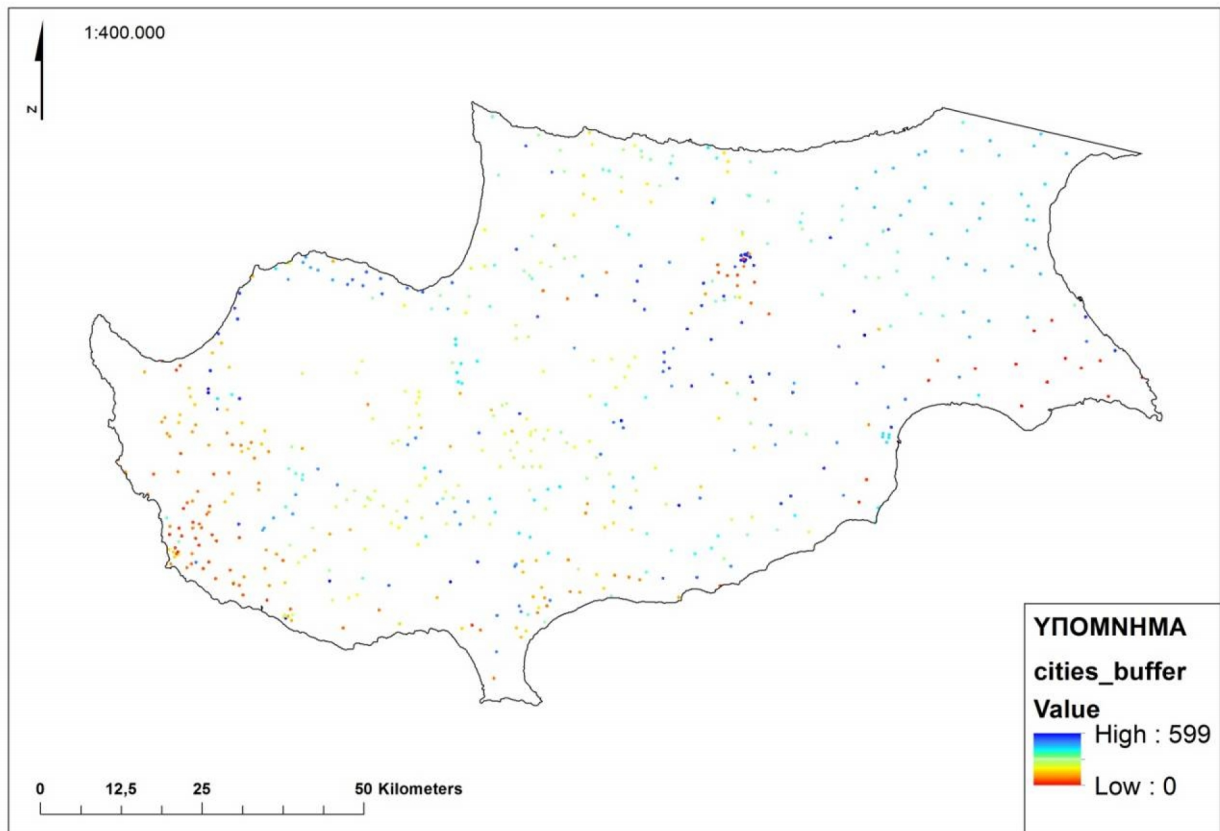 1:400.000
N
ΥΠΟΜΝΗΜΑ
cities_buffer
Value
High : 599
Low : 0
0 12,5 25 50 Kilometers